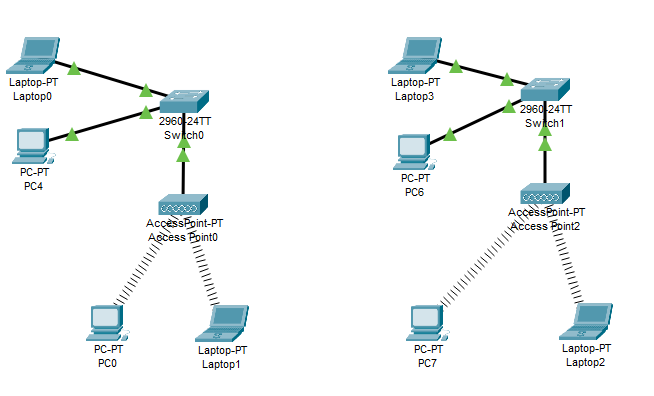 Laptop-PT
Laptop0
2960-24TT
Switch0
PC-PT
PC4
AccessPoint-PT
Access Point0
PC-PT
PC0
Laptop-PT
Laptop1
Laptop-PT
Laptop3
2960-24TT
Switch1
PC-PT
PC6
AccessPoint-PT
Access Point2
PC-PT
PC7
Laptop-PT
Laptop2